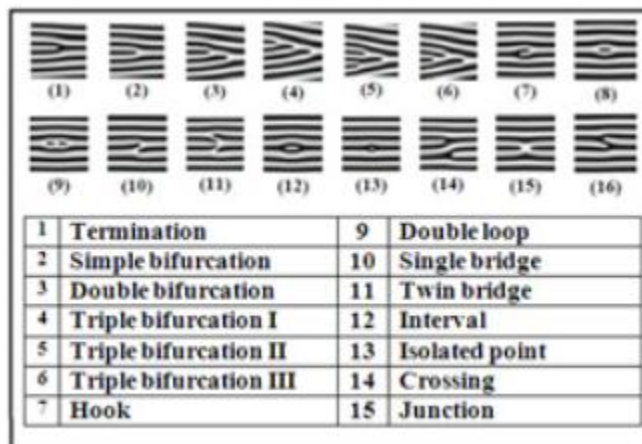 (1) (2) (3) (4) (5) (6) (7) (8)
(9) (10) (11) (12) (13) (14) (15) (16)
1 Termination 9 Double loop
2 Simple bifurcation 10 Single bridge
3 Double bifurcation 11 Twin bridge
4 Triple bifurcation I 12 Interval
5 Triple bifurcation II 13 Isolated point
6 Triple bifurcation III 14 Crossing
7 Hook 15 Junction